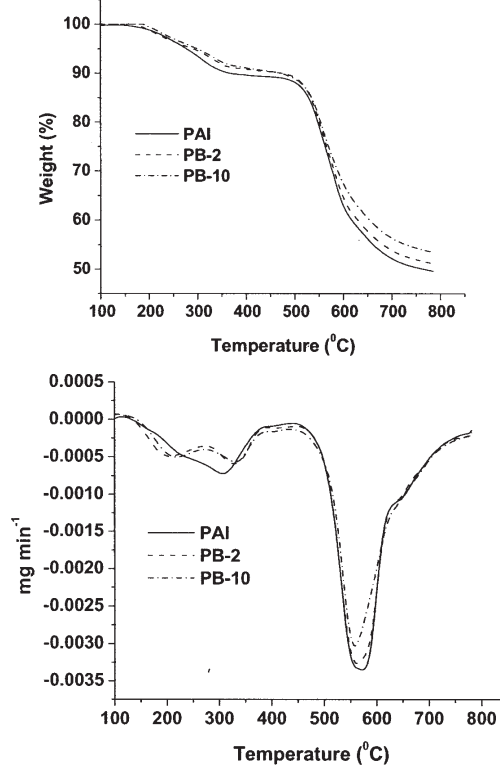 100
90
80
70
60
50
Weight (%)
PAI
PB-2
PB-10
100 200 300 400 500 600 700 800
Temperature (⁰C)
0.0005
0.0000
-0.0005
-0.0010
-0.0015
-0.0020
-0.0025
-0.0030
-0.0035
mg min⁻¹
PAI
PB-2
PB-10
100 200 300 400 500 600 700 800
Temperature (⁰C)